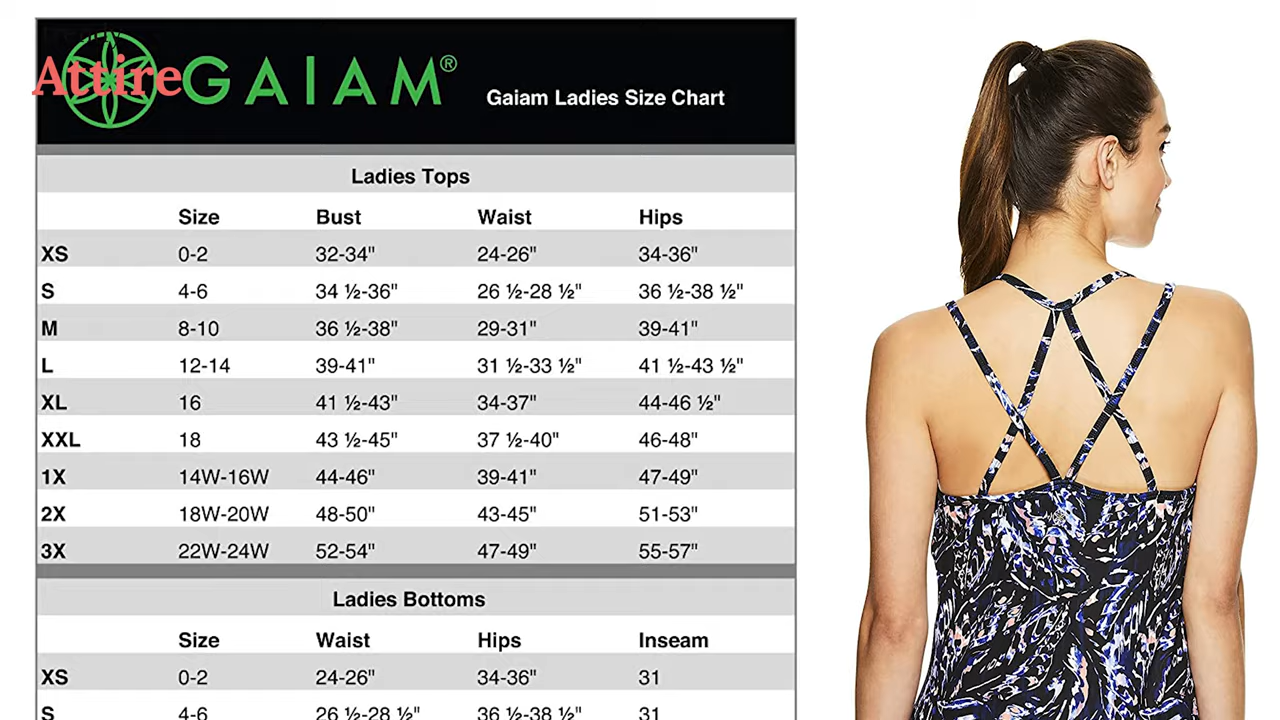 Trendy
Attire
GAIAM®
Gaiam Ladies Size Chart
Ladies Tops
Size Bust Waist Hips
XS 0-2 32-34" 24-26" 34-36"
S 4-6 34 ½-36" 26 ½-28 ½" 36 ½-38 ½"
M 8-10 36 ½-38" 29-31" 39-41"
L 12-14 39-41" 31 ½-33 ½" 41 ½-43 ½"
XL 16 41 ½-43" 34-37" 44-46 ½"
XXL 18 43 ½-45" 37 ½-40" 46-48"
1X 14W-16W 44-46" 39-41" 47-49"
2X 18W-20W 48-50" 43-45" 51-53"
3X 22W-24W 52-54" 47-49" 55-57"
Ladies Bottoms
Size Waist Hips Inseam
XS 0-2 24-26" 34-36" 31
S 4-6 26 ½-28 ½" 36 ½-38 ½" 31